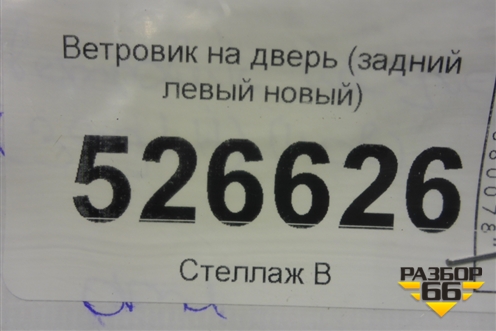 Ветровик на дверь (задний
левый новый)
526626
Стеллаж В
РАЗБОР
66